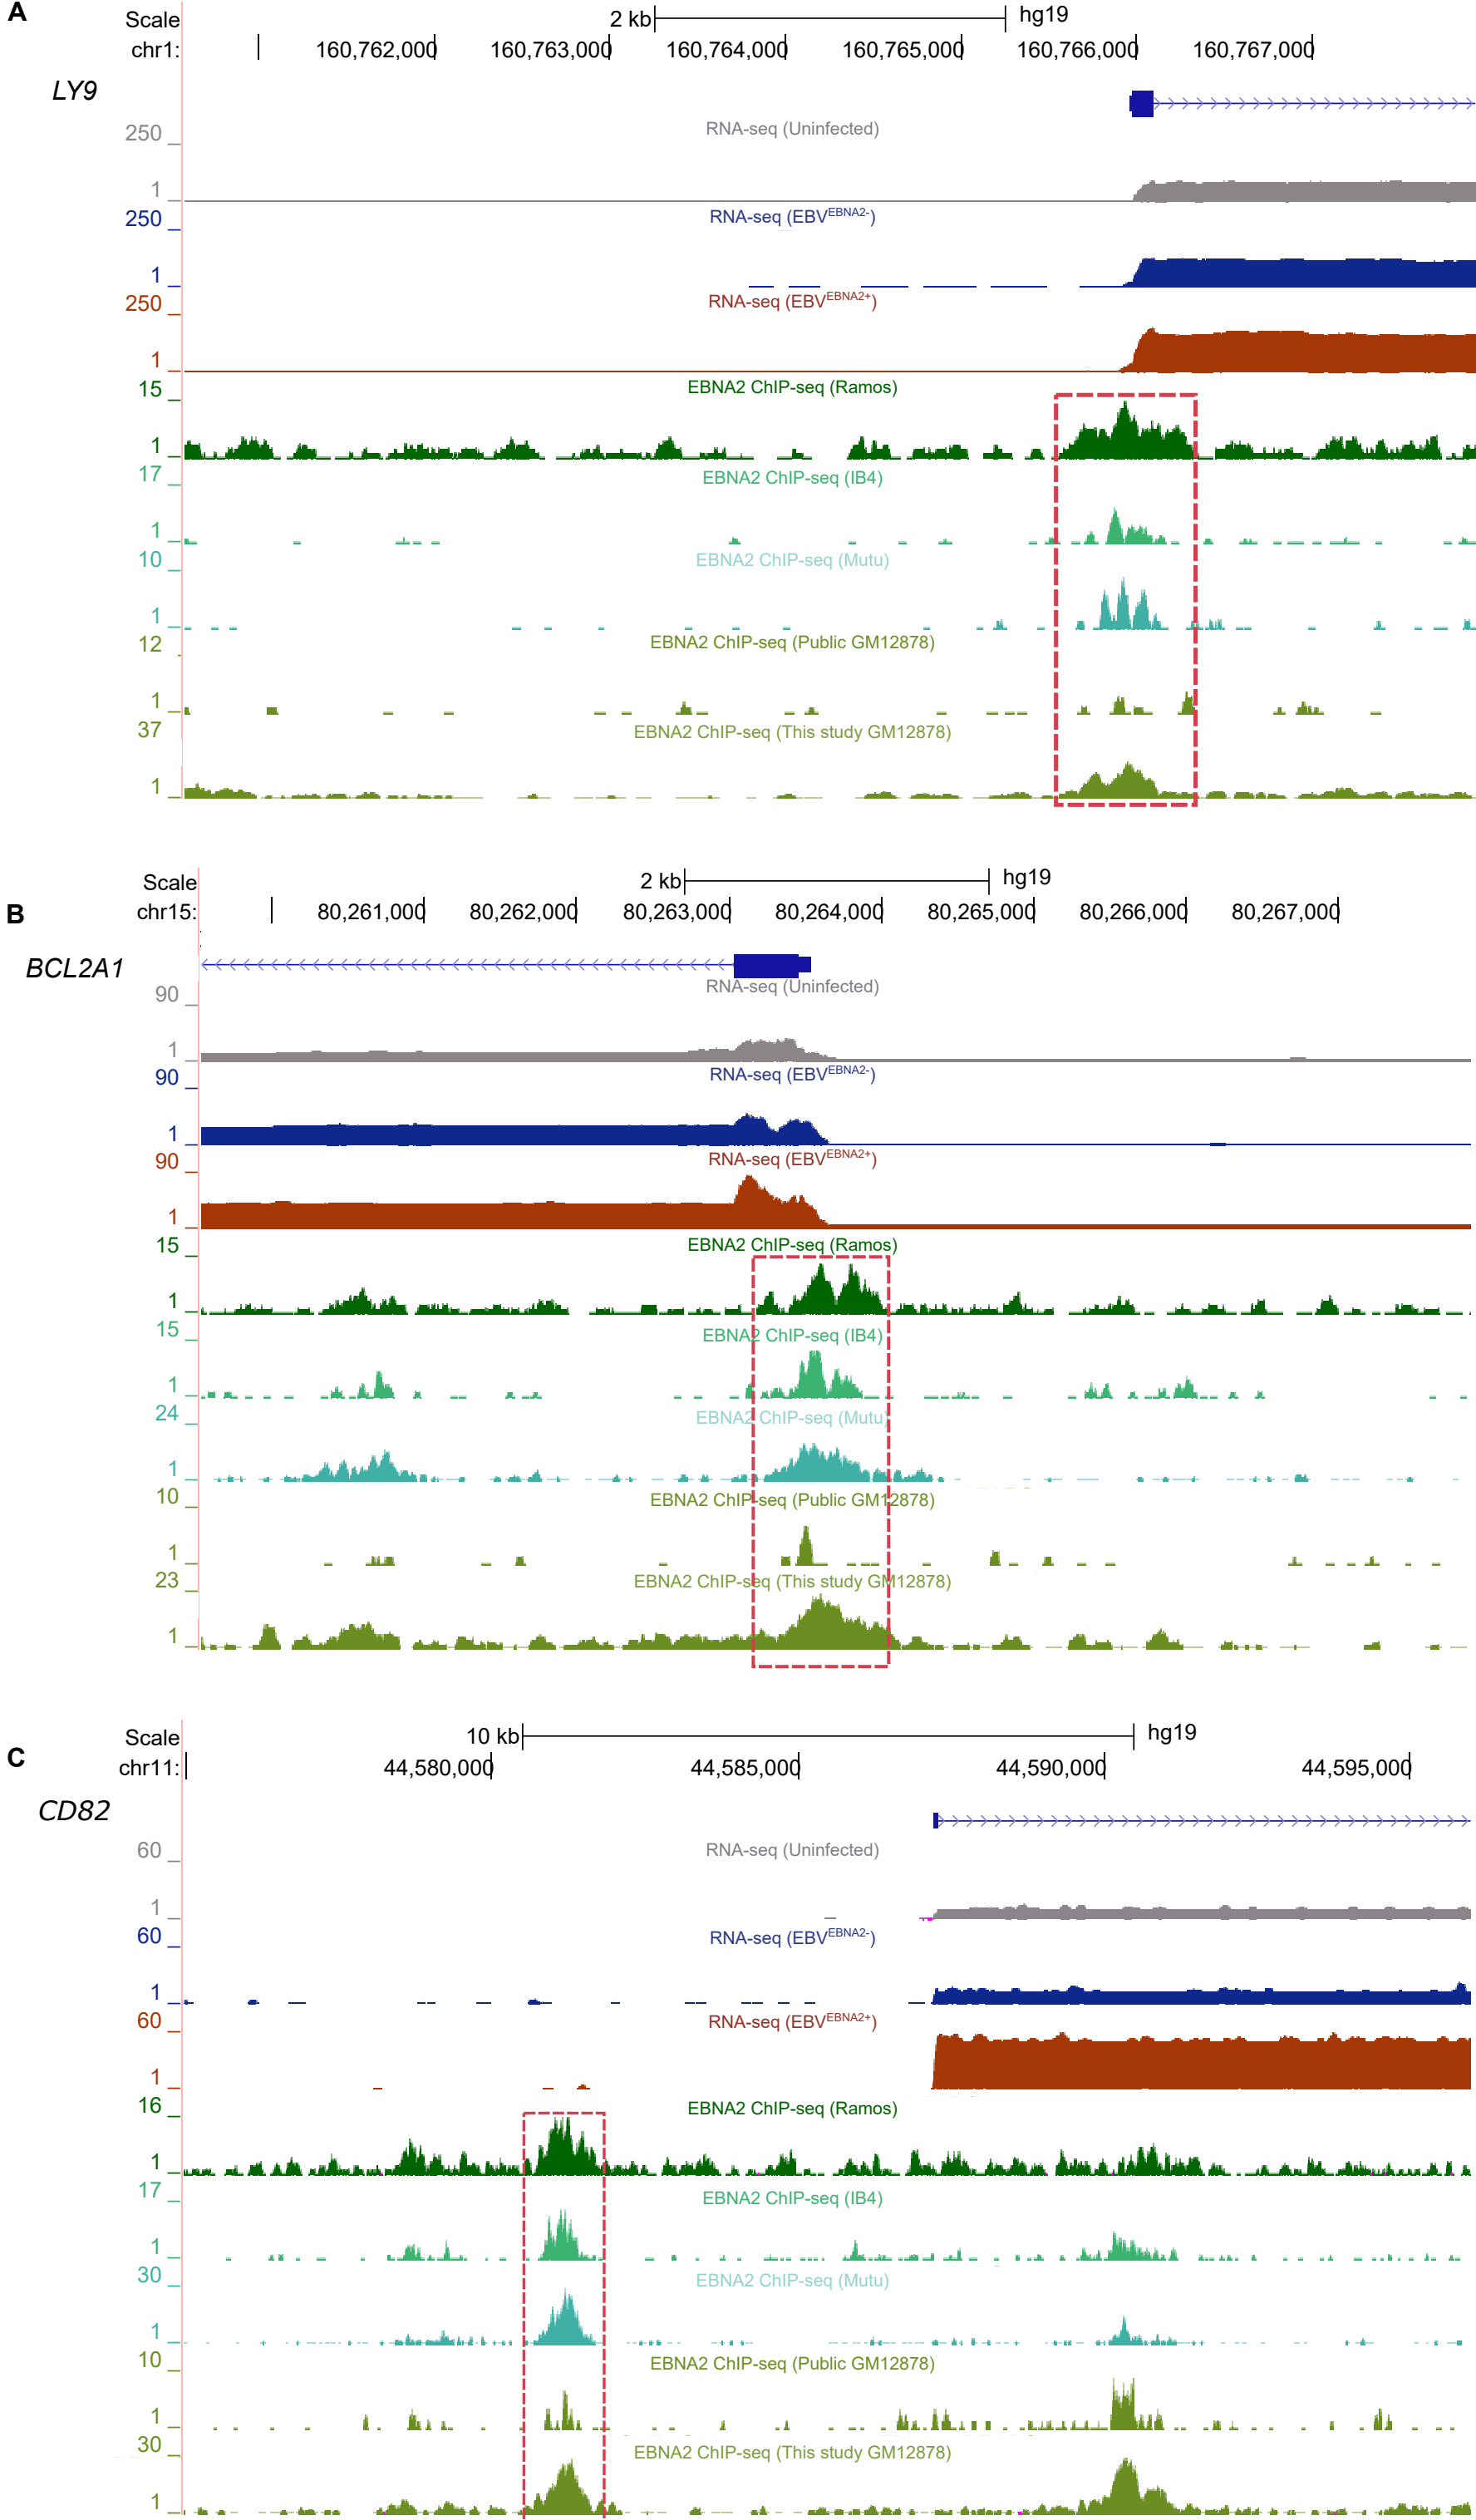 A
Scale 2 kb hg19
chr1: 160,762,000 160,763,000 160,764,000 160,765,000 160,766,000 160,767,000
LY9
RNA-seq (Uninfected)
250
1
RNA-seq (EBVEBNA2-)
250
1
RNA-seq (EBVEBNA2+)
250
1
EBNA2 ChIP-seq (Ramos)
15
1
EBNA2 ChIP-seq (IB4)
17
1
EBNA2 ChIP-seq (Mutu)
10
1
EBNA2 ChIP-seq (Public GM12878)
12
1
EBNA2 ChIP-seq (This study GM12878)
37
1
B
Scale 2 kb hg19
chr15: 80,261,000 80,262,000 80,263,000 80,264,000 80,265,000 80,266,000 80,267,000
BCL2A1
RNA-seq (Uninfected)
90
1
RNA-seq (EBVEBNA2-)
90
1
RNA-seq (EBVEBNA2+)
90
1
EBNA2 ChIP-seq (Ramos)
15
1
EBNA2 ChIP-seq (IB4)
15
1
EBNA2 ChIP-seq (Mutu)
24
1
EBNA2 ChIP-seq (Public GM12878)
10
1
EBNA2 ChIP-seq (This study GM12878)
23
1
C
Scale 10 kb hg19
chr11: 44,580,000 44,585,000 44,590,000 44,595,000
CD82
RNA-seq (Uninfected)
60
1
RNA-seq (EBVEBNA2-)
60
1
RNA-seq (EBVEBNA2+)
60
1
EBNA2 ChIP-seq (Ramos)
16
1
EBNA2 ChIP-seq (IB4)
17
1
EBNA2 ChIP-seq (Mutu)
30
1
EBNA2 ChIP-seq (Public GM12878)
10
1
EBNA2 ChIP-seq (This study GM12878)
30
1